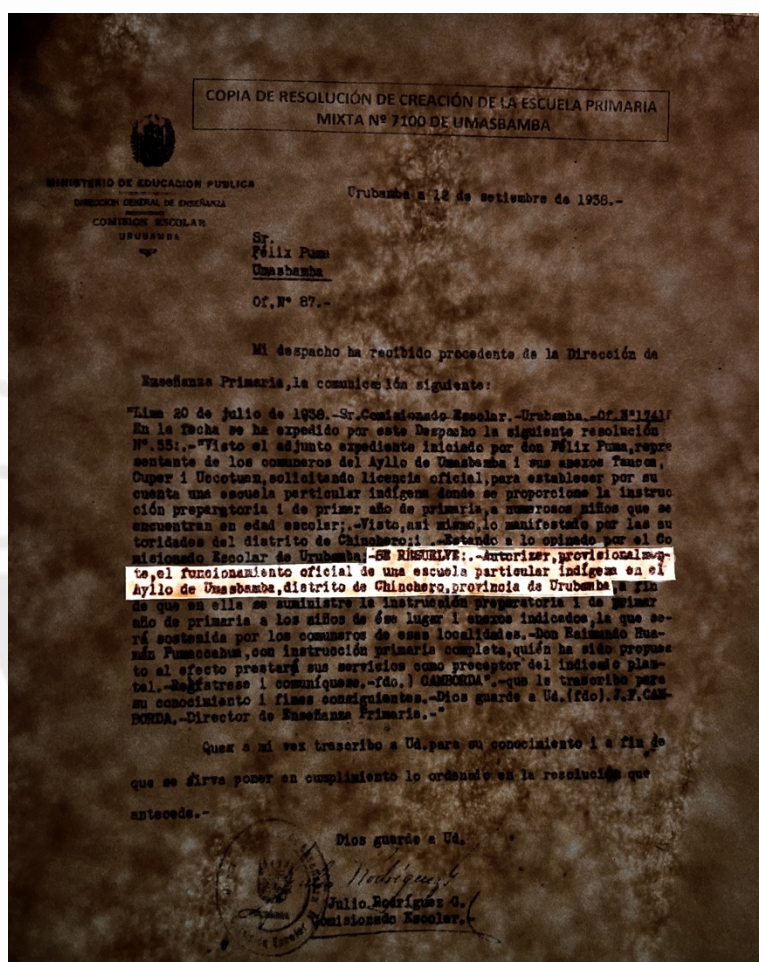 COPIA DE RESOLUCIÓN DE CREACIÓN DE LA ESCUELA PRIMARIA
MIXTA Nº 7100 DE UMASBAMBA
MINISTERIO DE EDUCACION PUBLICA
DIRECCION GENERAL DE ENSEÑANZA
COMISION ESCOLAR
URUBAMBA
Urubamba a 12 de setiembre de 1938.-
Sr.
Félix Puma
Umasbamba
Of.Nº 87.-
Mi despacho ha recibido procedente de la Dirección de
Enseñanza Primaria,la comunicación siguiente:
"Lima 20 de julio de 1938.-Sr.Comisionado Escolar.-Urubamba.-Of.Nº1741
En la fecha se ha expedido por este Despacho la siguiente resolución
Nº.55:.-"Visto el adjunto expediente iniciado por don Félix Puma,repre
sentante de los comuneros del Ayllo de Umasbamba i sus anexos Taucca,
Cuper i Uccotuan,solicitando licencia oficial,para establecer por su
cuenta una escuela particular indígena donde se proporcione la instruc
ción preparatoria i de primer año de primaria,a numerosos niños que se
encuentran en edad escolar;.-Visto,así mismo,lo manifestado por las au
toridades del distrito de Chinchero;i .-Estando a lo opinado por el Co
misionado Escolar de Urubamba;-SE RESUELVE:.-Autorizar,provisionalmen-
te,el funcionamiento oficial de una escuela particular indígena en el
Ayllo de Umasbamba,distrito de Chinchero,provincia de Urubamba,a fin
de que en ella se suministre la instrucción preparatoria i de primer
año de primaria a los niños de ése lugar i anexos indicados,la que se-
rá sostenida por los comuneros de esas localidades.-Don Raimundo Hua-
mán Pumaccahua,con instrucción primaria completa,quién ha sido propues
to al efecto prestará sus servicios como preceptor del indicado plan-
tel.-Regístrese i comuníquese.-fdo.) GAMBORDA".-que le trascribo para
su conocimiento i fines consiguientes.-Dios guarde a Ud.(fdo).J.F.GAM-
BORDA.-Director de Enseñanza Primaria.-"
Quex a mi vez trascribo a Ud.para su conocimiento i a fin de
que se sirva poner en cumplimiento lo ordenado en la resolución que
antecede.-
Dios guarde a Ud.
Rodríguez G
Julio Rodríguez G.
Comisionado Escolar.-